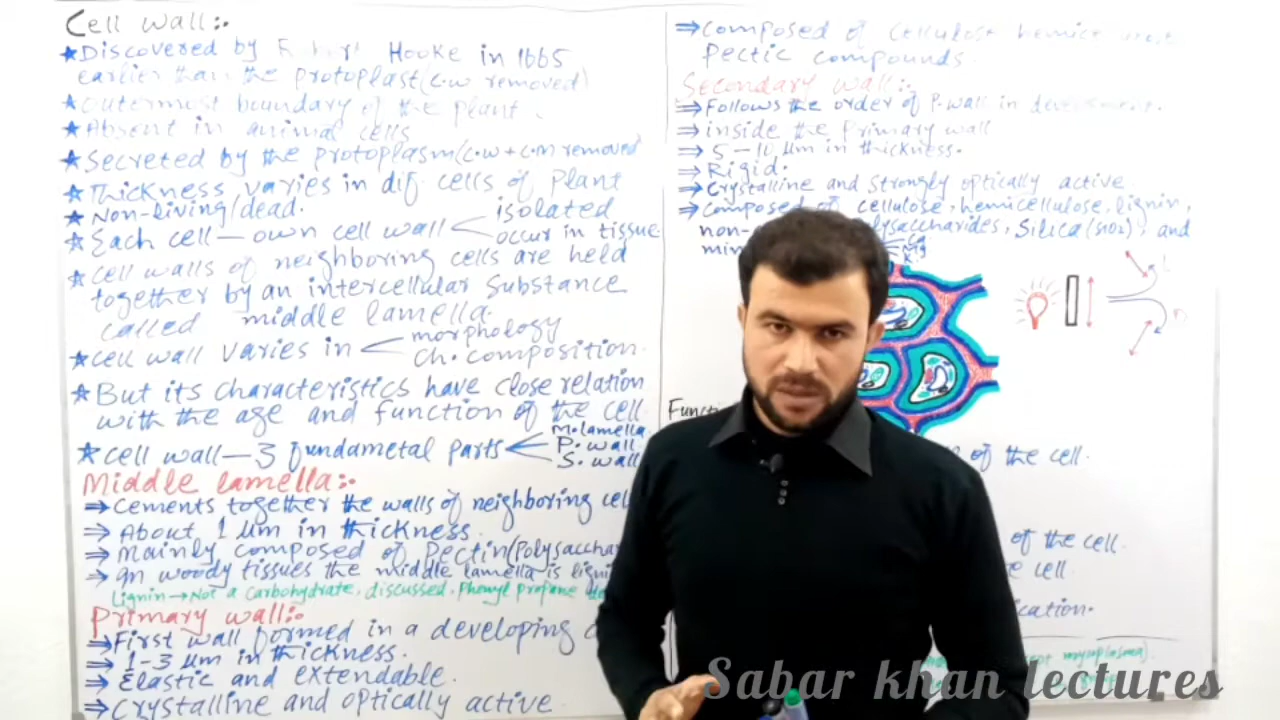 Cell wall:-
★Discovered by Robert Hooke in 1665
earlier than the protoplast(c.w removed)
★outermost boundary of the plant
★Absent in animal cells
★Secreted by the protoplasm(c.w + c.m removed
★Thickness varies in dif. cells of plant
★Non-living/dead.
★Each cell — own cell wall < isolated
occur in tissue
★cell walls of neighboring cells are held
together by an intercellular substance
called middle lamella.
★cell wall varies in < morphology
ch. composition.
★But its characteristics have close relation
with the age and function of the cell
★cell wall — 3 fundametal parts < M.lamella
P. wall
S. wall
Middle lamella:-
⇒Cements together the walls of neighboring cell
⇒ About 1 μm in thickness.
⇒ Mainly composed of Pectin(Polysacchar
⇒ In woody tissues the middle lamella is ligni
Lignin→Not a carbohydrate, discussed. Phenyl propane
Primary wall:-
⇒First wall formed in a developing
⇒ 1-3 μm in thickness.
⇒ Elastic and extendable.
⇒Crystalline and optically active
⇒Composed of cellulose hemicell
pectic compounds.
Secondary wall:-
⇒Follows the order of P.wall in development.
⇒ inside the primary wall
⇒ 5-10 μm in thickness.
⇒ Rigid.
⇒ Crystalline and strongly optically active
⇒ composed of cellulose, hemicellulose, lignin,
non- lysaccharides, Silica(SiO2), and
min
L
D
Functi
of the cell.
of the cell.
cell
ication.
mycoplasma).
Sabar khan lectures